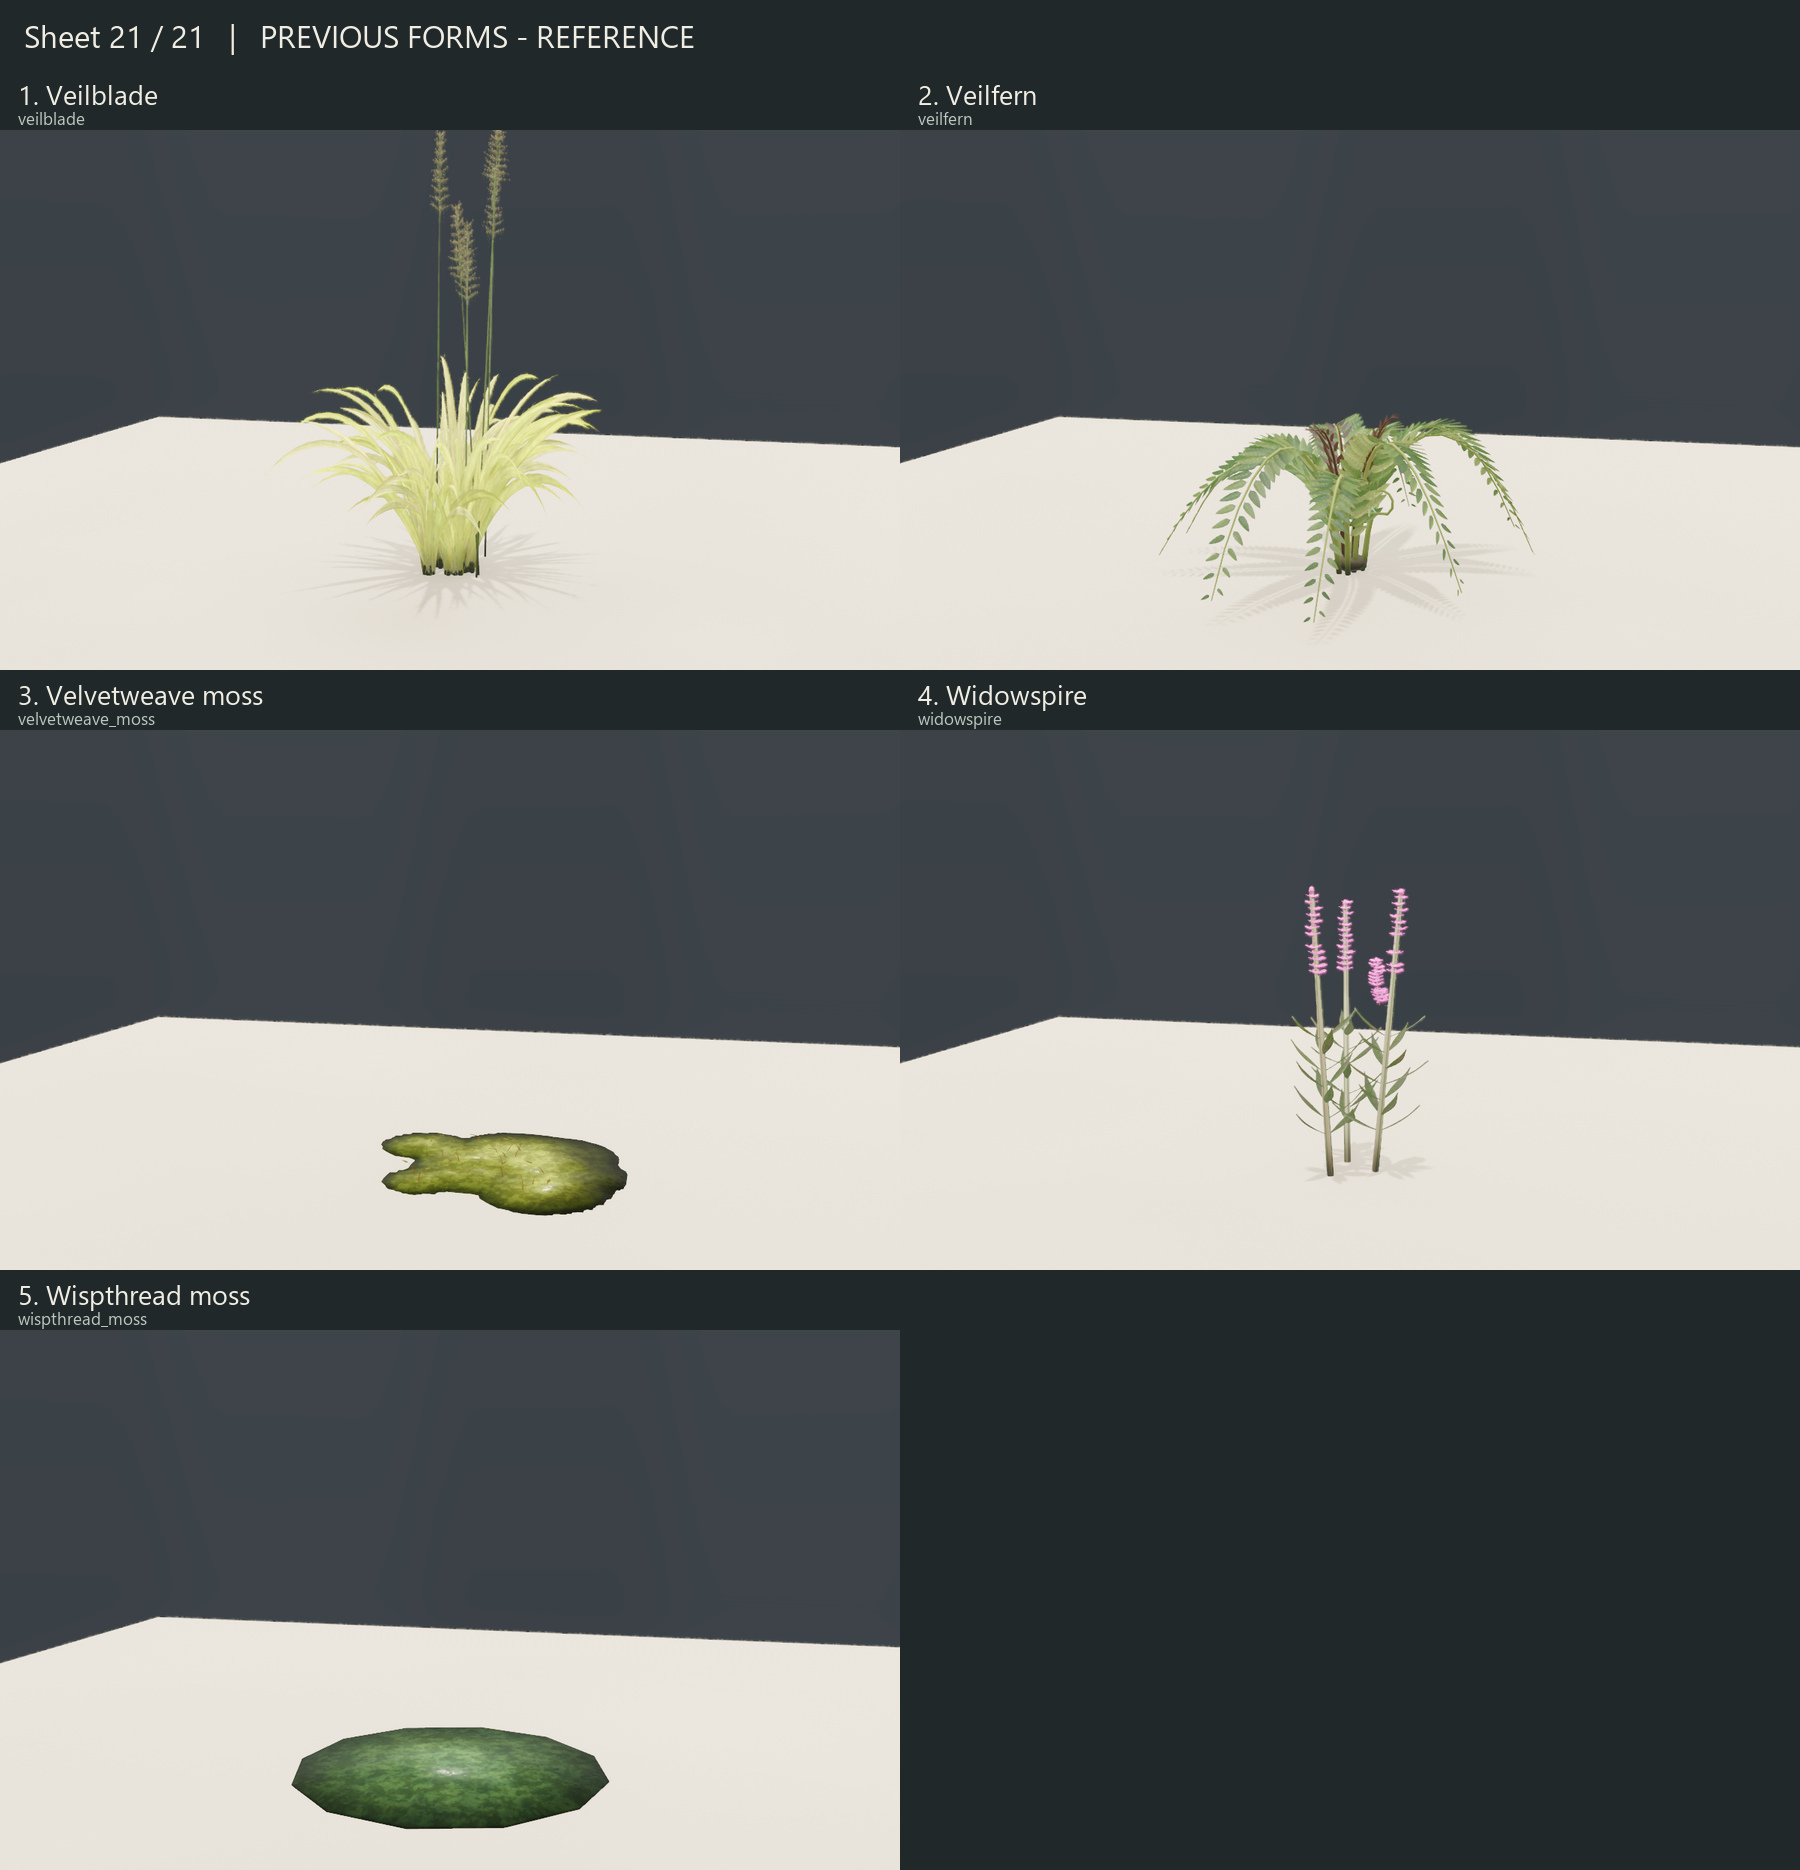 Sheet 21 / 21 | PREVIOUS FORMS - REFERENCE
1. Veilblade
veilblade
2. Veilfern
veilfern
3. Velvetweave moss
velvetweave_moss
4. Widowspire
widowspire
5. Wispthread moss
wispthread_moss